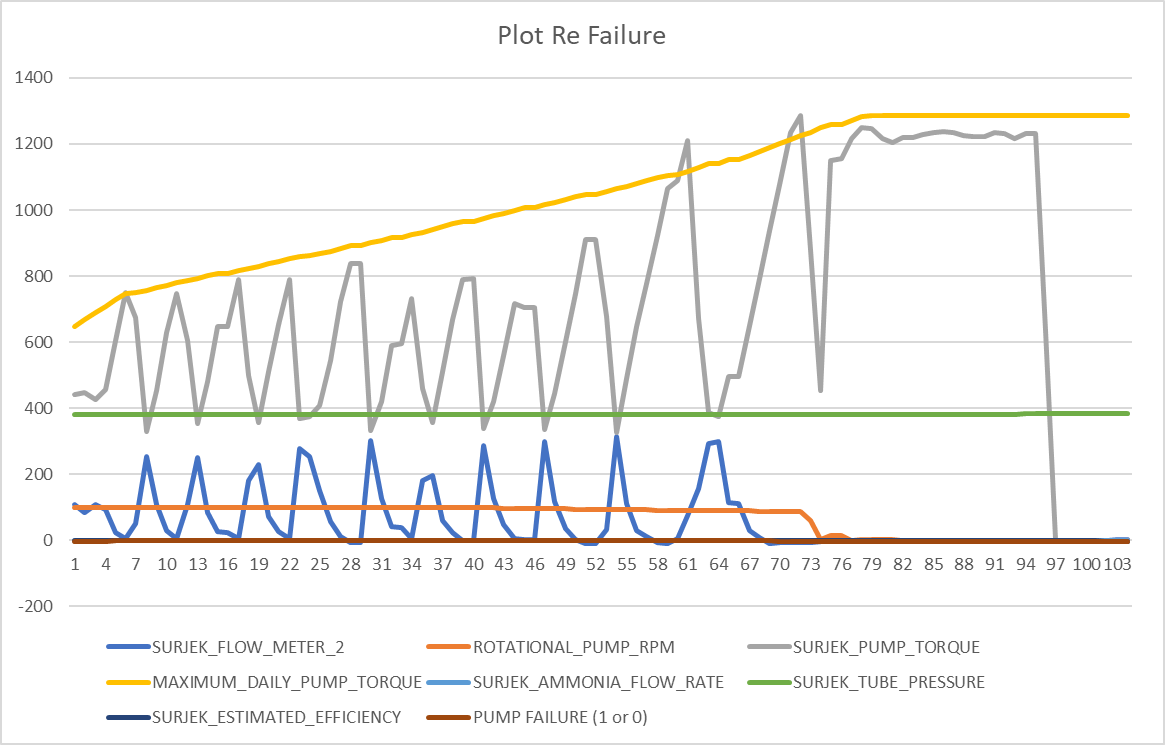 Plot Re Failure
1400
1200
1000
800
600
400
200
0
-200
1 4 7 10 13 16 19 22 25 28 31 34 37 40 43 46 49 52 55 58 61 64 67 70 73 76 79 82 85 88 91 94 97 100 103
SURJEK_FLOW_METER_2 ROTATIONAL_PUMP_RPM SURJEK_PUMP_TORQUE
MAXIMUM_DAILY_PUMP_TORQUE SURJEK_AMMONIA_FLOW_RATE SURJEK_TUBE_PRESSURE
SURJEK_ESTIMATED_EFFICIENCY PUMP FAILURE (1 or 0)